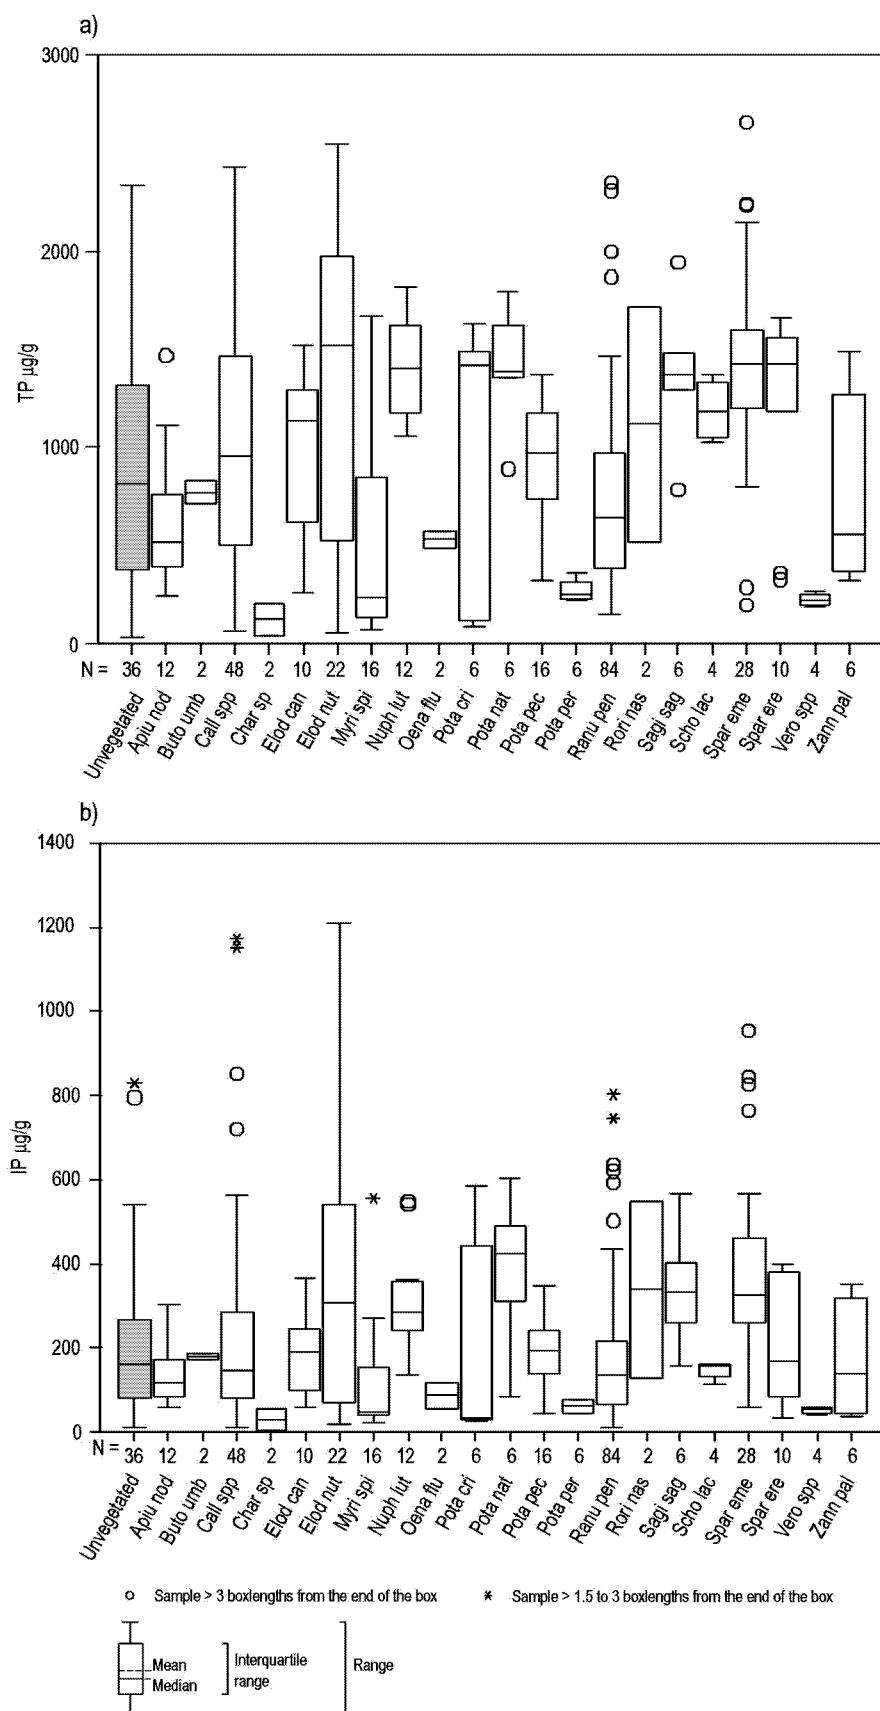 a)
3000
2000
1000
0
TP µg/g
N = 36 12 2 48 2 10 22 16 12 2 6 6 16 6 84 2 6 4 28 10 4 6
Unvegetated Apiu nod Buto umb Call spp Char sp Elod can Elod nut Myri spi Nuph lut Oena flu Pota cri Pota nat Pota pec Pota per Ranu pen Rori nas Sagi sag Scho lac Spar eme Spar ere Vero spp Zann pal
b)
1400
1200
1000
800
600
400
200
0
IP µg/g
N = 36 12 2 48 2 10 22 16 12 2 6 6 16 6 84 2 6 4 28 10 4 6
Unvegetated Apiu nod Buto umb Call spp Char sp Elod can Elod nut Myri spi Nuph lut Oena flu Pota cri Pota nat Pota pec Pota per Ranu pen Rori nas Sagi sag Scho lac Spar eme Spar ere Vero spp Zann pal
o Sample > 3 boxlengths from the end of the box * Sample > 1.5 to 3 boxlengths from the end of the box
Mean
Median
Interquartile
range
Range